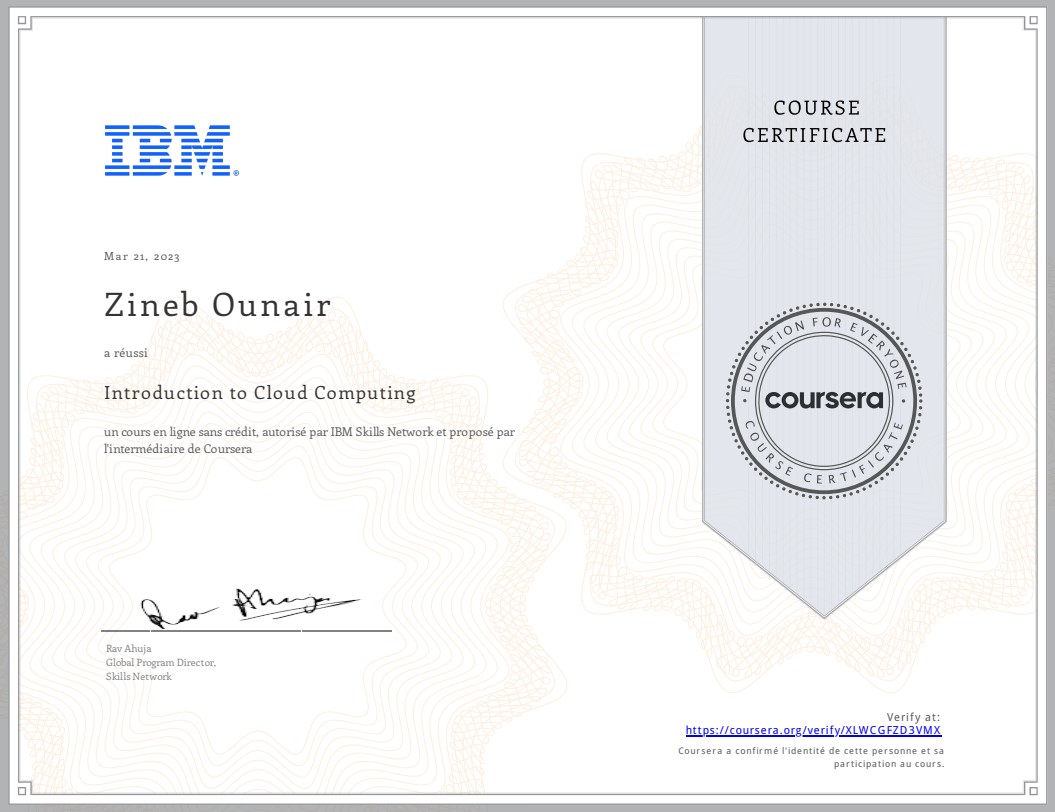 COURSE
CERTIFICATE
IBM®
Mar 21, 2023
Zineb Ounair
a réussi
Introduction to Cloud Computing
un cours en ligne sans crédit, autorisé par IBM Skills Network et proposé par
l'intermédiaire de Coursera
EDUCATION FOR EVERYONE
coursera
COURSE CERTIFICATE
Rav Ahuja
Global Program Director,
Skills Network
Verify at:
https://coursera.org/verify/XLWCGFZD3VMX
Coursera a confirmé l'identité de cette personne et sa
participation au cours.